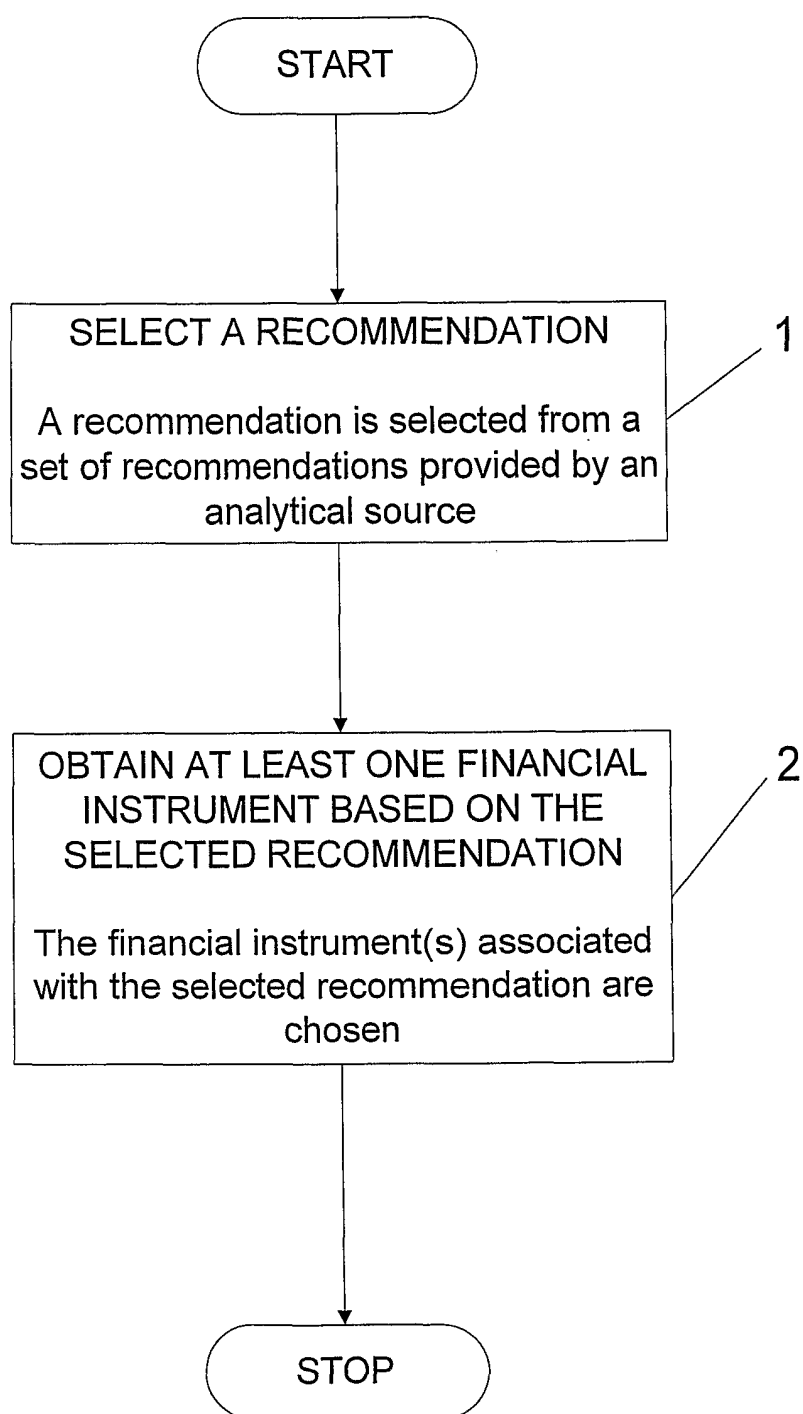 START
SELECT A RECOMMENDATION
1
A recommendation is selected from a
set of recommendations provided by an
analytical source
OBTAIN AT LEAST ONE FINANCIAL
INSTRUMENT BASED ON THE
SELECTED RECOMMENDATION
2
The financial instrument(s) associated
with the selected recommendation are
chosen
STOP